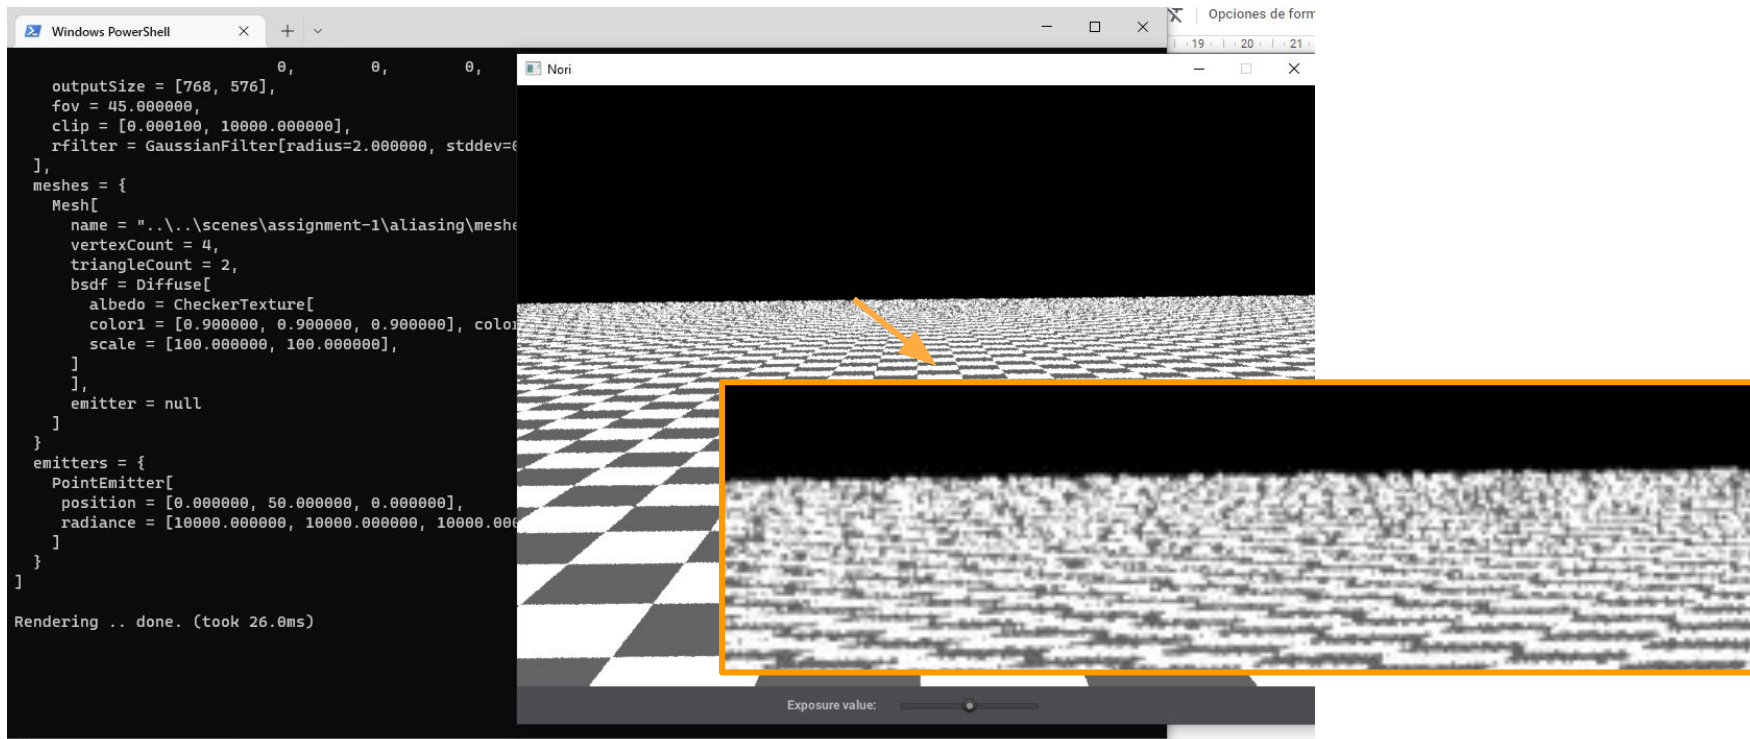 Windows PowerShell
Opciones de form
19 20 21
0, 0, 0,
outputSize = [768, 576],
fov = 45.000000,
clip = [0.000100, 10000.000000],
rfilter = GaussianFilter[radius=2.000000, stddev=
],
meshes = {
Mesh[
name = "..\..\scenes\assignment-1\aliasing\meshe
vertexCount = 4,
triangleCount = 2,
bsdf = Diffuse[
albedo = CheckerTexture[
color1 = [0.900000, 0.900000, 0.900000], colo
scale = [100.000000, 100.000000],
]
],
emitter = null
]
}
emitters = {
PointEmitter[
position = [0.000000, 50.000000, 0.000000],
radiance = [10000.000000, 10000.000000, 10000.000
]
}
]
Rendering .. done. (took 26.0ms)
Nori
Exposure value: